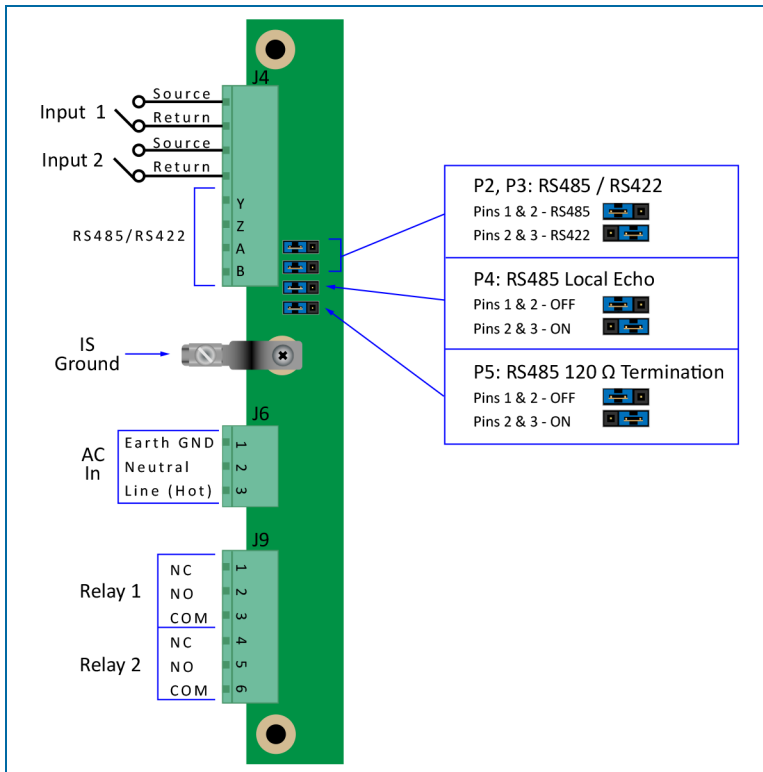 J4
Source
Input 1
Return
Source
Input 2
Return
Y
Z
RS485/RS422
A
B
P2, P3: RS485 / RS422
Pins 1 & 2 - RS485
Pins 2 & 3 - RS422
P4: RS485 Local Echo
Pins 1 & 2 - OFF
Pins 2 & 3 - ON
P5: RS485 120 Ω Termination
Pins 1 & 2 - OFF
Pins 2 & 3 - ON
IS
Ground
J6
AC
In
Earth GND 1
Neutral 2
Line (Hot) 3
J9
Relay 1
NC 1
NO 2
COM 3
Relay 2
NC 4
NO 5
COM 6